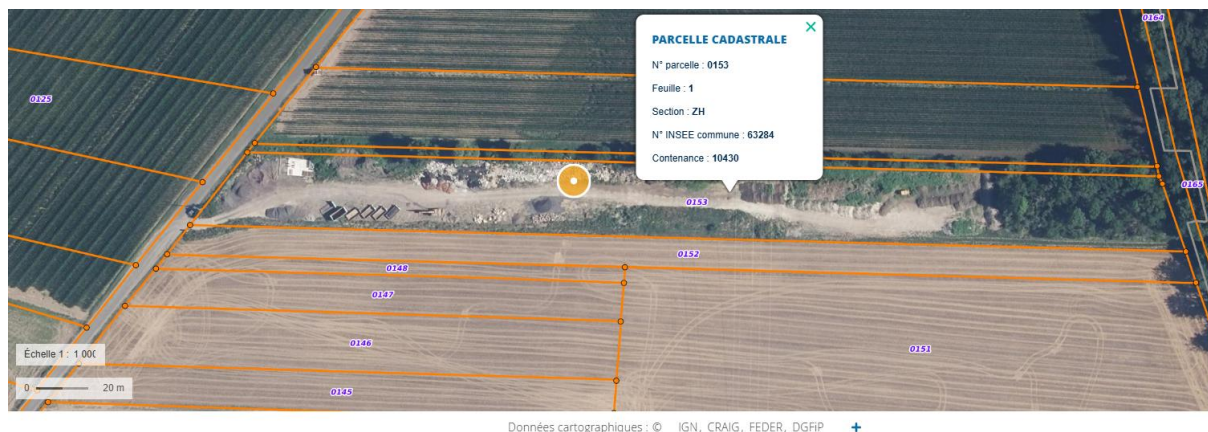 0164
PARCELLE CADASTRALE
N° parcelle : 0153
Feuille : 1
Section : ZH
N° INSEE commune : 63284
Contenance : 10430
0125
0165
0153
0152
0148
0147
0146
0151
Échelle 1 : 1 000
0 20 m
0145
Données cartographiques : © IGN, CRAIG, FEDER, DGFiP +